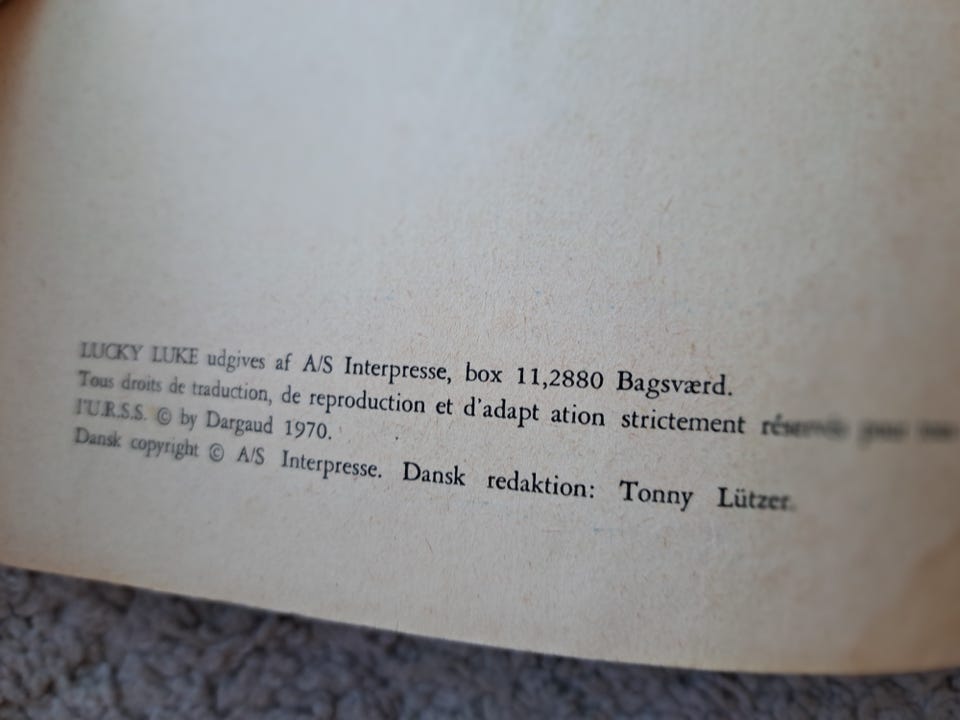 LUCKY LUKE udgives af A/S Interpresse, box 11,2880 Bagsværd.
Tous droits de traduction, de reproduction et d'adapt ation strictement
l'U.R.S.S. © by Dargaud 1970.
Dansk copyright © A/S Interpresse. Dansk redaktion: Tonny Lützer.